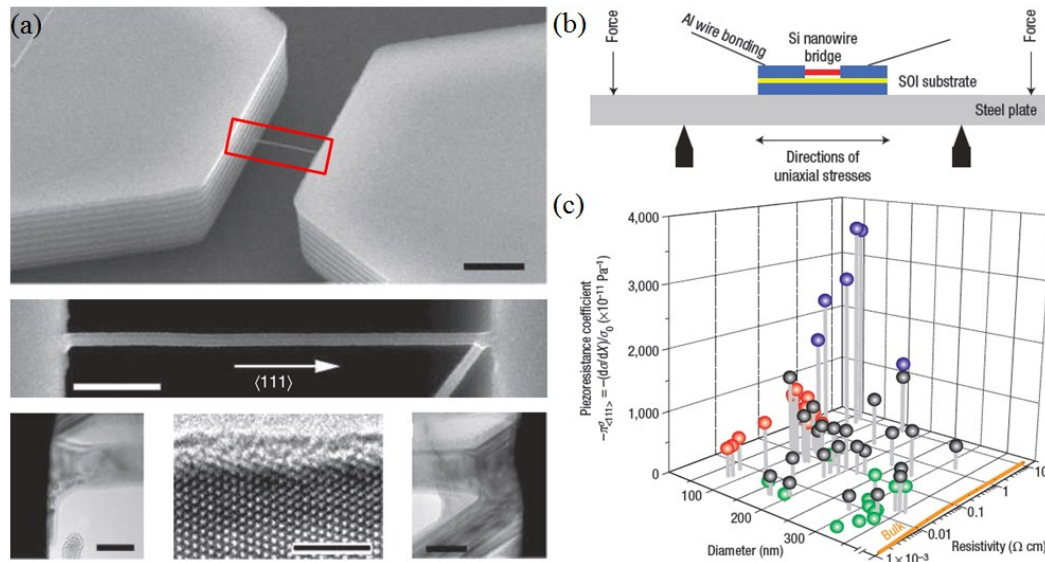 (a)
⟨111⟩
(b)
Force
Al wire bonding
Si nanowire
bridge
Force
SOI substrate
Steel plate
Directions of
uniaxial stresses
(c)
Piezoresistance coefficient
−π^σ_<111> = −(dσ/dX)/σ₀ (×10⁻¹¹ Pa⁻¹)
4,000
3,000
2,000
1,000
0
100
200
300
Diameter (nm)
Bulk
1 × 10⁻³
0.01
0.1
1
10
Resistivity (Ω cm)